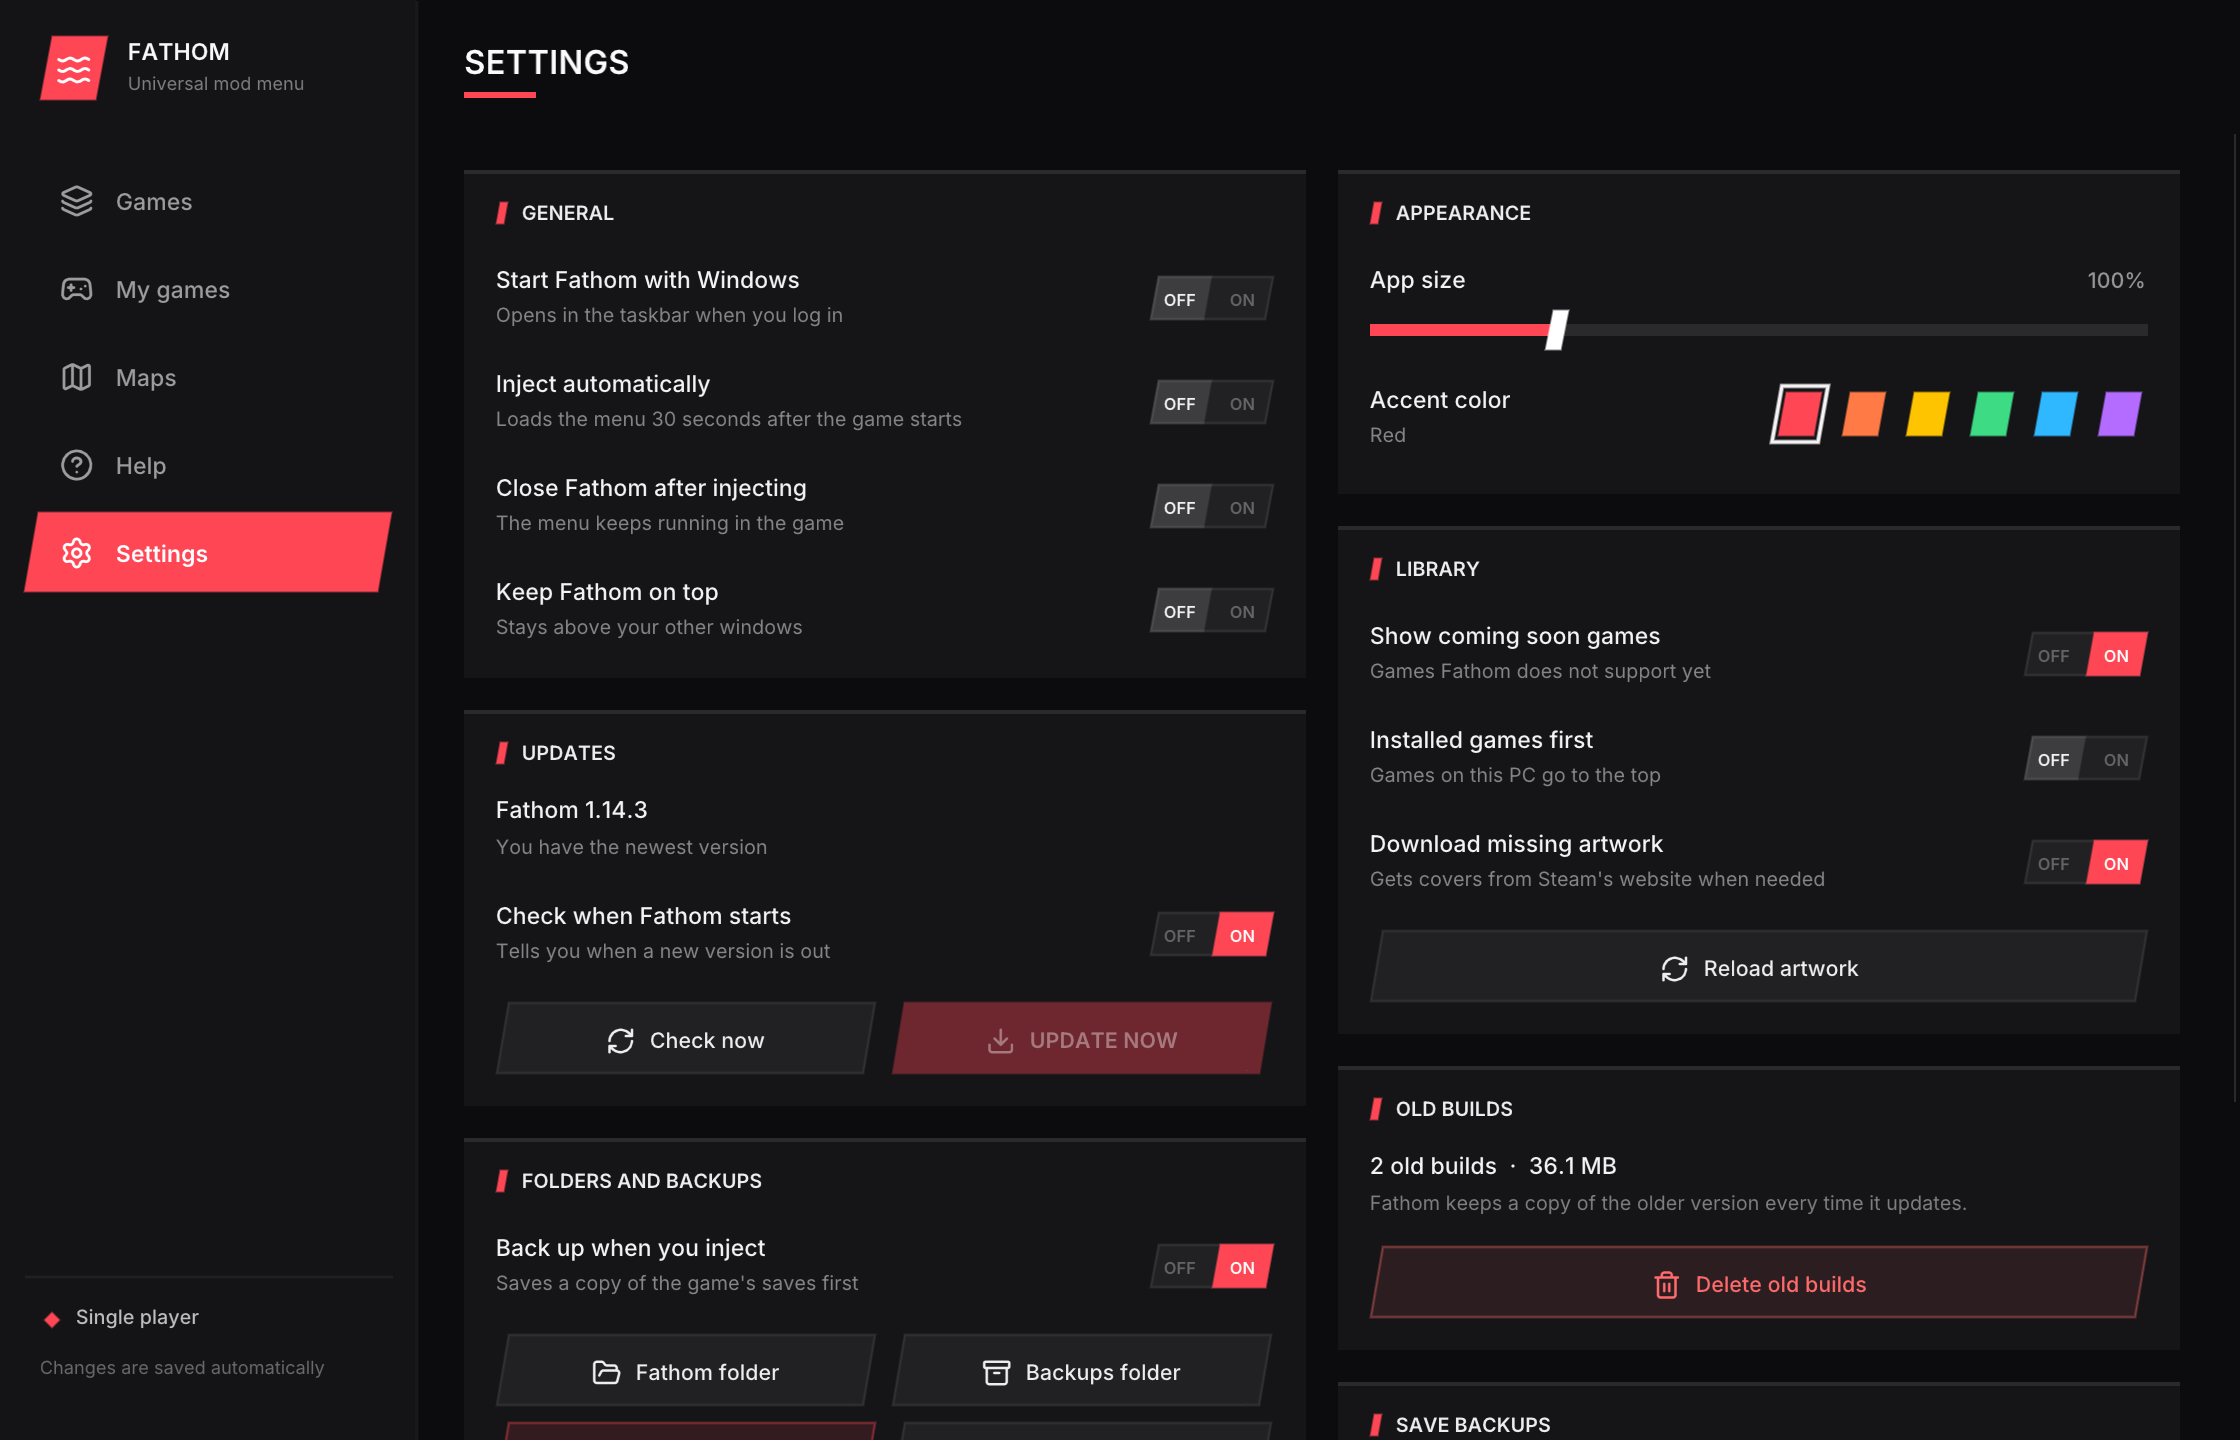 FATHOM
Universal mod menu
Games
My games
Maps
Help
Settings
Single player
Changes are saved automatically
SETTINGS
GENERAL
Start Fathom with Windows
Opens in the taskbar when you log in
OFF ON
Inject automatically
Loads the menu 30 seconds after the game starts
OFF ON
Close Fathom after injecting
The menu keeps running in the game
OFF ON
Keep Fathom on top
Stays above your other windows
OFF ON
UPDATES
Fathom 1.14.3
You have the newest version
Check when Fathom starts
Tells you when a new version is out
OFF ON
Check now
UPDATE NOW
FOLDERS AND BACKUPS
Back up when you inject
Saves a copy of the game's saves first
OFF ON
Fathom folder
Backups folder
APPEARANCE
App size
100%
Accent color
Red
LIBRARY
Show coming soon games
Games Fathom does not support yet
OFF ON
Installed games first
Games on this PC go to the top
OFF ON
Download missing artwork
Gets covers from Steam's website when needed
OFF ON
Reload artwork
OLD BUILDS
2 old builds · 36.1 MB
Fathom keeps a copy of the older version every time it updates.
Delete old builds
SAVE BACKUPS